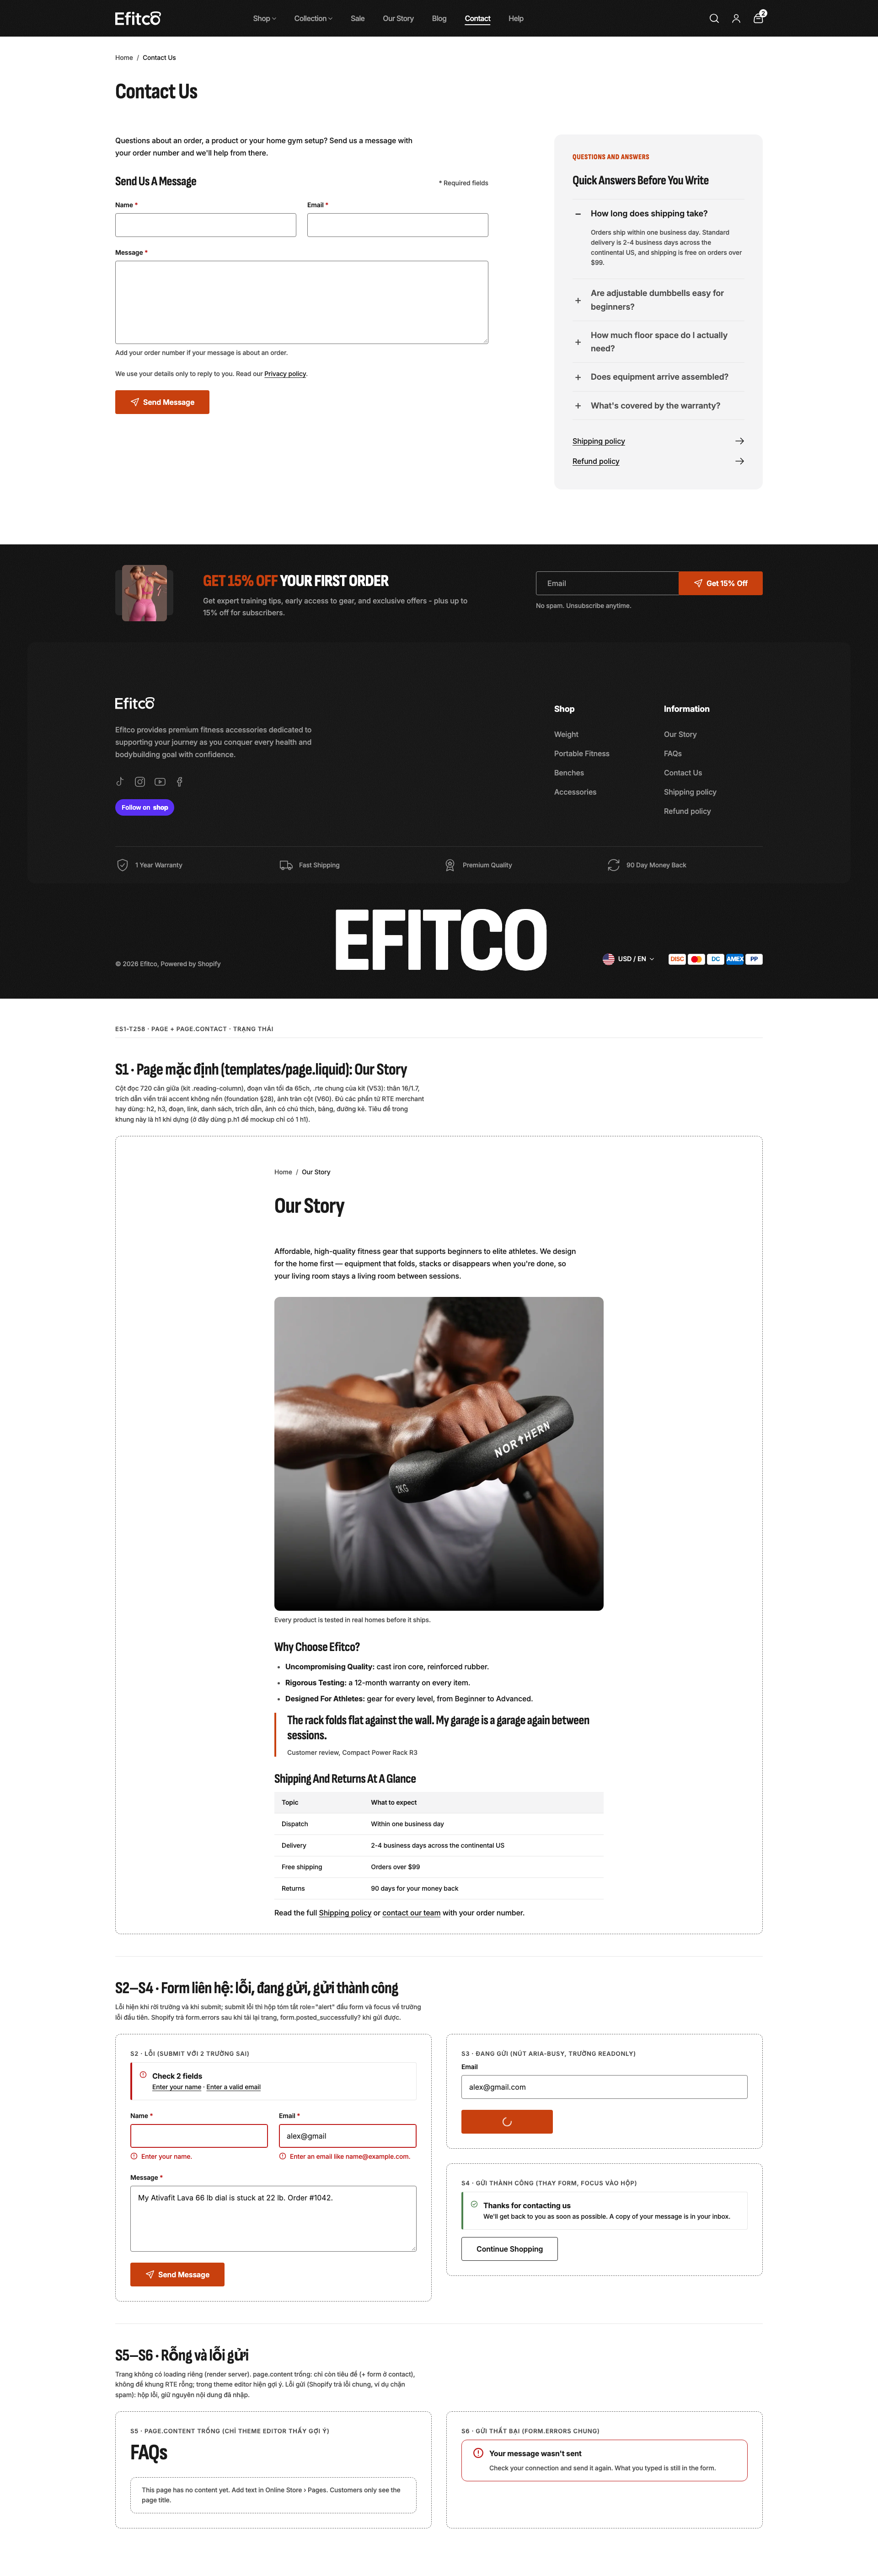 Efitco
Shop
Collection
Sale
Our Story
Blog
Contact
Help
2
Home / Contact Us
Contact Us
Questions about an order, a product or your home gym setup? Send us a message with
your order number and we'll help from there.
Send Us A Message
* Required fields
Name *
Email *
Message *
Add your order number if your message is about an order.
We use your details only to reply to you. Read our Privacy policy.
Send Message
QUESTIONS AND ANSWERS
Quick Answers Before You Write
How long does shipping take?
Orders ship within one business day. Standard
delivery is 2-4 business days across the
continental US, and shipping is free on orders over
$99.
Are adjustable dumbbells easy for
beginners?
How much floor space do I actually
need?
Does equipment arrive assembled?
What's covered by the warranty?
Shipping policy
Refund policy
GET 15% OFF YOUR FIRST ORDER
Get expert training tips, early access to gear, and exclusive offers - plus up to
15% off for subscribers.
Email
Get 15% Off
No spam. Unsubscribe anytime.
Efitco
Efitco provides premium fitness accessories dedicated to
supporting your journey as you conquer every health and
bodybuilding goal with confidence.
Follow on shop
Shop
Weight
Portable Fitness
Benches
Accessories
Information
Our Story
FAQs
Contact Us
Shipping policy
Refund policy
1 Year Warranty
Fast Shipping
Premium Quality
90 Day Money Back
© 2026 Efitco, Powered by Shopify
EFITCO
USD / EN
DISC
DC
AMEX
PP
ES1-T258 · PAGE + PAGE.CONTACT · TRẠNG THÁI
S1 · Page mặc định (templates/page.liquid): Our Story
Cột đọc 720 căn giữa (kit .reading-column), đoạn văn tối đa 65ch, .rte chung của kit (V53): thân 16/1.7,
trích dẫn viền trái accent không nền (foundation §28), ảnh tràn cột (V60). Đủ các phần tử RTE merchant
hay dùng: h2, h3, đoạn, link, danh sách, trích dẫn, ảnh có chú thích, bảng, đường kẻ. Tiêu đề trong
khung này là h1 khi dựng (ở đây dùng p.h1 để mockup chỉ có 1 h1).
Home / Our Story
Our Story
Affordable, high-quality fitness gear that supports beginners to elite athletes. We design
for the home first — equipment that folds, stacks or disappears when you're done, so
your living room stays a living room between sessions.
NORTHERN
2KG
Every product is tested in real homes before it ships.
Why Choose Efitco?
Uncompromising Quality: cast iron core, reinforced rubber.
Rigorous Testing: a 12-month warranty on every item.
Designed For Athletes: gear for every level, from Beginner to Advanced.
The rack folds flat against the wall. My garage is a garage again between
sessions.
Customer review, Compact Power Rack R3
Shipping And Returns At A Glance
Topic What to expect
Dispatch Within one business day
Delivery 2-4 business days across the continental US
Free shipping Orders over $99
Returns 90 days for your money back
Read the full Shipping policy or contact our team with your order number.
S2–S4 · Form liên hệ: lỗi, đang gửi, gửi thành công
Lỗi hiện khi rời trường và khi submit; submit lỗi thì hộp tóm tắt role="alert" đầu form và focus về trường
lỗi đầu tiên. Shopify trả form.errors sau khi tải lại trang, form.posted_successfully? khi gửi được.
S2 · LỖI (SUBMIT VỚI 2 TRƯỜNG SAI)
Check 2 fields
Enter your name · Enter a valid email
Name *
Email *
alex@gmail
Enter your name.
Enter an email like name@example.com.
Message *
My Ativafit Lava 66 lb dial is stuck at 22 lb. Order #1042.
Send Message
S3 · ĐANG GỬI (NÚT ARIA-BUSY, TRƯỜNG READONLY)
Email
alex@gmail.com
S4 · GỬI THÀNH CÔNG (THAY FORM, FOCUS VÀO HỘP)
Thanks for contacting us
We'll get back to you as soon as possible. A copy of your message is in your inbox.
Continue Shopping
S5–S6 · Rỗng và lỗi gửi
Trang không có loading riêng (render server). page.content trống: chỉ còn tiêu đề (+ form ở contact),
không để khung RTE rỗng; trong theme editor hiện gợi ý. Lỗi gửi (Shopify trả lỗi chung, ví dụ chặn
spam): hộp lỗi, giữ nguyên nội dung đã nhập.
S5 · PAGE.CONTENT TRỐNG (CHỈ THEME EDITOR THẤY GỢI Ý)
FAQs
This page has no content yet. Add text in Online Store › Pages. Customers only see the
page title.
S6 · GỬI THẤT BẠI (FORM.ERRORS CHUNG)
Your message wasn't sent
Check your connection and send it again. What you typed is still in the form.